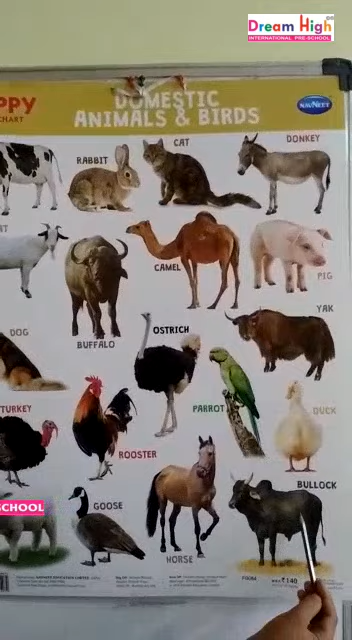 Dream High
INTERNATIONAL PRE-SCHOOL
PPY
CHART
DOMESTIC
ANIMALS & BIRDS
NAVNEET
RABBIT
CAT
DONKEY
CAMEL
PIG
BUFFALO
YAK
DOG
OSTRICH
TURKEY
ROOSTER
PARROT
DUCK
SCHOOL
GOOSE
HORSE
BULLOCK
₹140